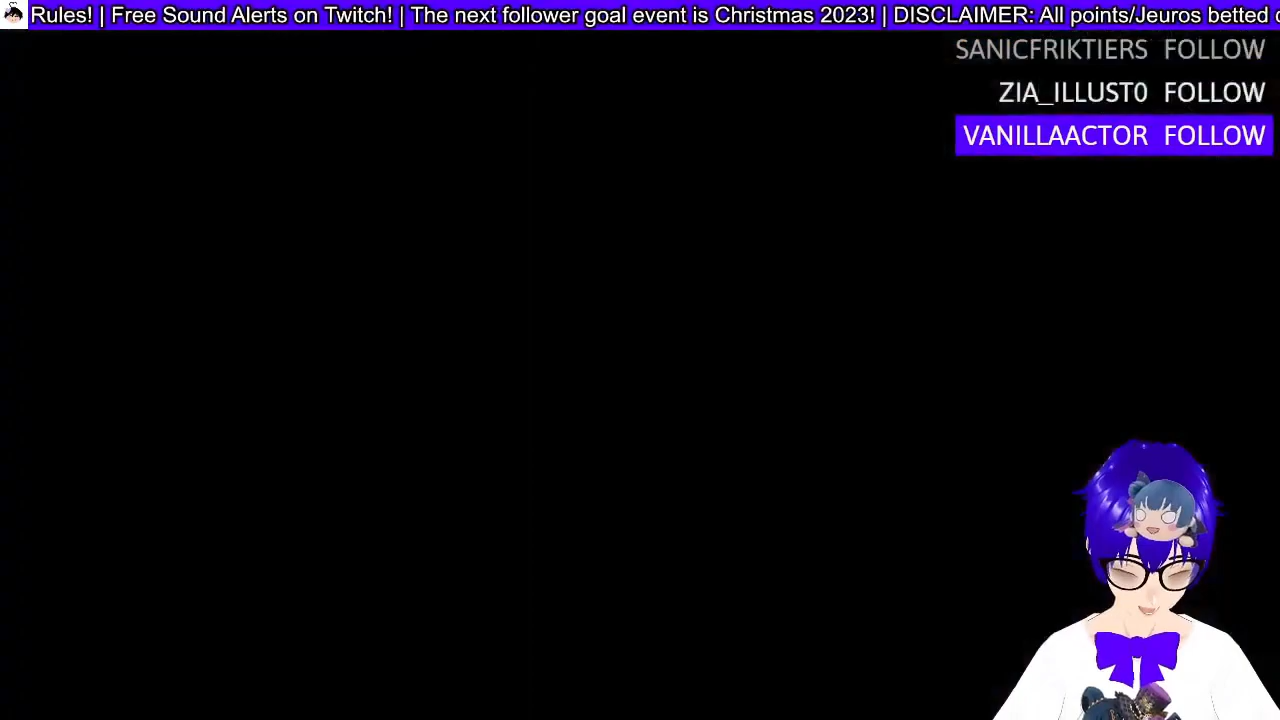 Rules! | Free Sound Alerts on Twitch! | The next follower goal event is Christmas 2023! | DISCLAIMER: All points/Jeuros betted
SANICFRIKTIERS FOLLOW
ZIA_ILLUST0 FOLLOW
VANILLAACTOR FOLLOW